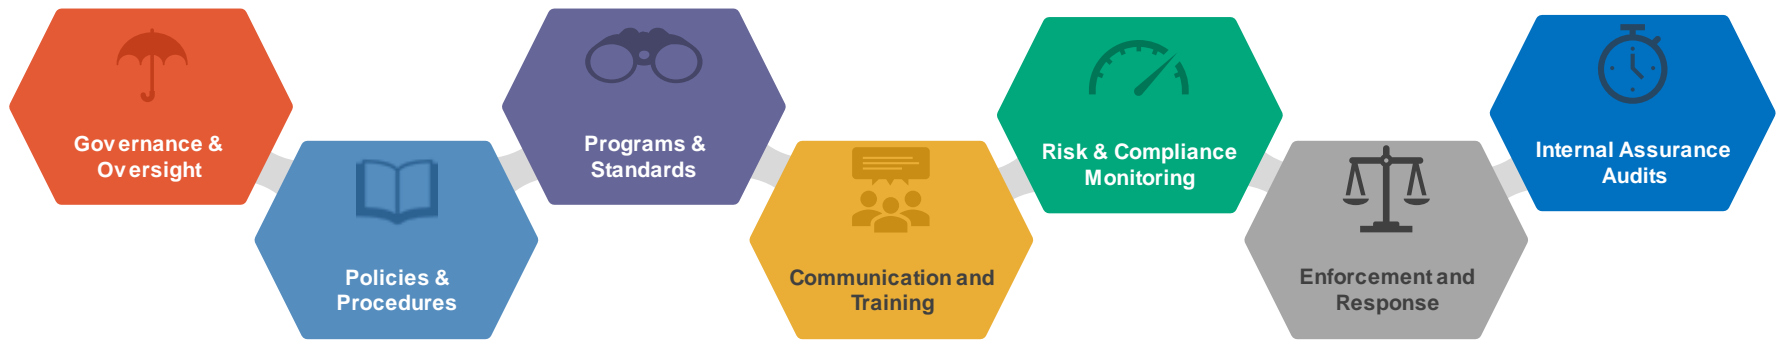 Governance &
Oversight
Policies &
Procedures
Programs &
Standards
Communication and
Training
Risk & Compliance
Monitoring
Enforcement and
Response
Internal Assurance
Audits